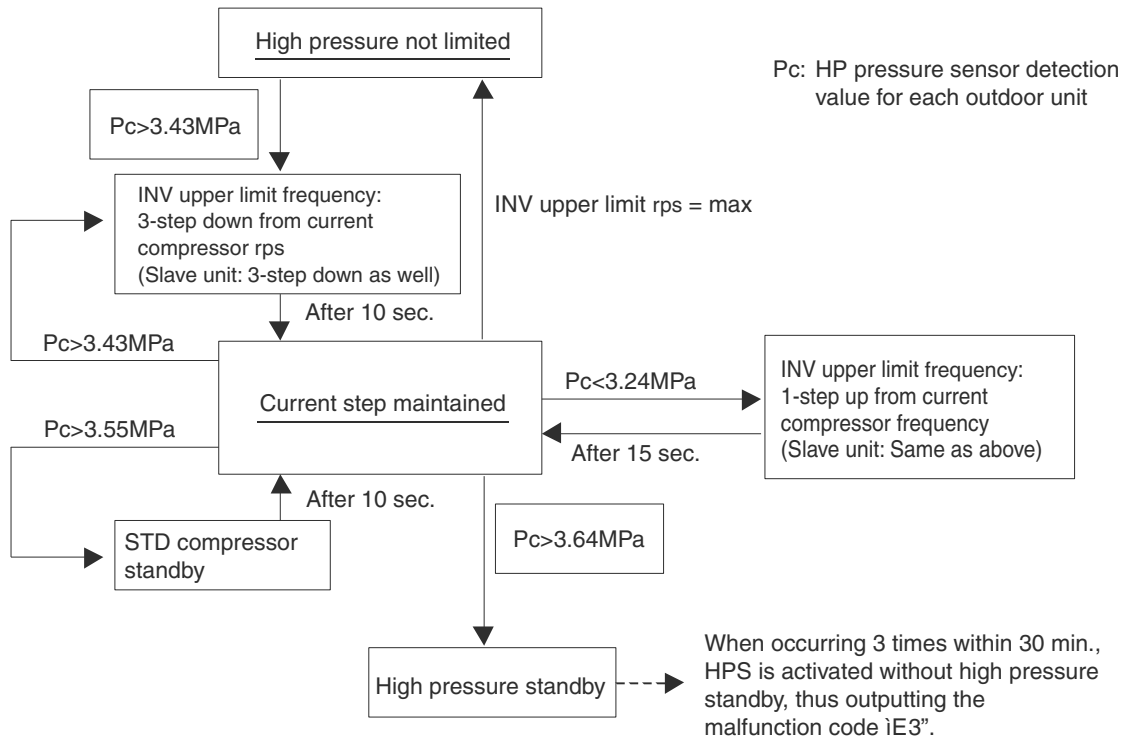 High pressure not limited
Pc: HP pressure sensor detection
value for each outdoor unit
Pc>3.43MPa
INV upper limit frequency:
3-step down from current
compressor rps
(Slave unit: 3-step down as well)
INV upper limit rps = max
After 10 sec.
Pc>3.43MPa
Current step maintained
Pc<3.24MPa
INV upper limit frequency:
1-step up from current
compressor frequency
(Slave unit: Same as above)
After 15 sec.
Pc>3.55MPa
After 10 sec.
STD compressor
standby
Pc>3.64MPa
High pressure standby
When occurring 3 times within 30 min.,
HPS is activated without high pressure
standby, thus outputting the
malfunction code ìE3”.